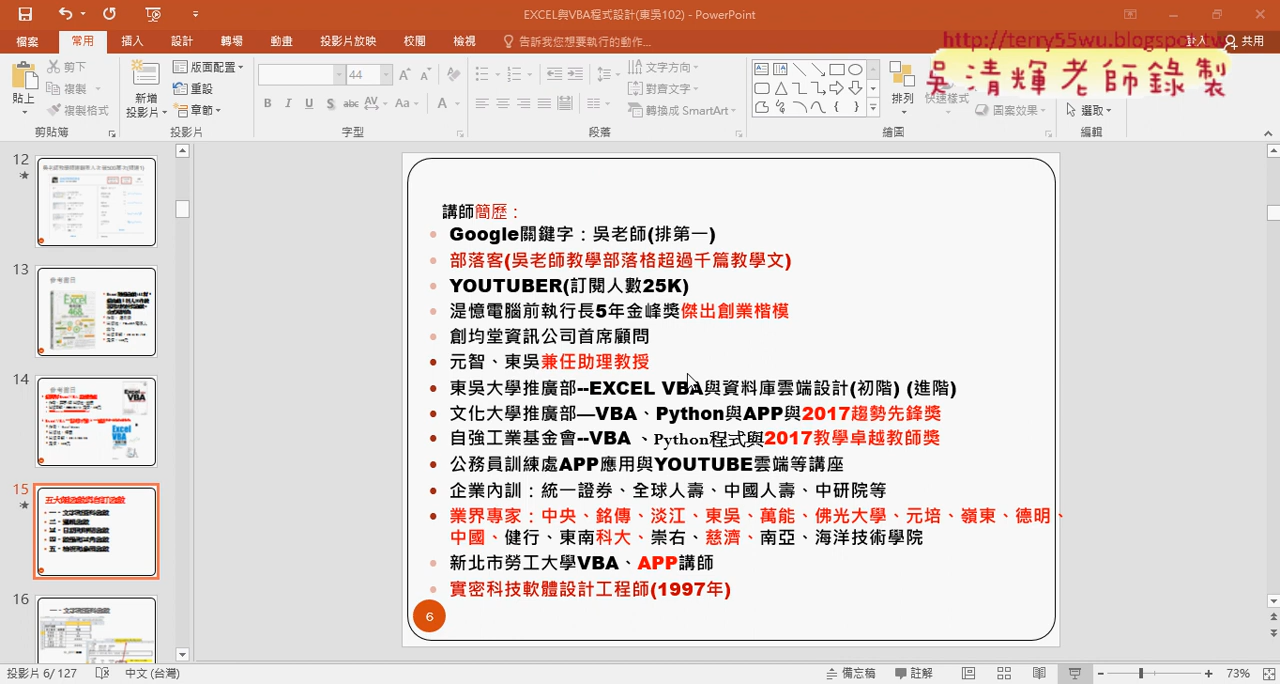 EXCEL與VBA程式設計(東吳102) - PowerPoint
檔案 常用 插入 設計 轉場 動畫 投影片放映 校閱 檢視 告訴我您想要執行的動作... 登入 共用
http://terry55wu.blogspot.tw
吳清輝老師錄製
貼上 剪下 複製 複製格式 剪貼簿
新增投影片 版面配置 重設 章節 投影片
44
B I U S abc AV Aa A 字型
文字方向 對齊文字 轉換成 SmartArt 段落
排列 快速樣式 圖案效果 繪圖
選取 編輯
12
13
參考書目
14
參考書目
15
16
講師簡歷：
Google關鍵字：吳老師(排第一)
部落客(吳老師教學部落格超過千篇教學文)
YOUTUBER(訂閱人數25K)
湜憶電腦前執行長5年金峰獎傑出創業楷模
創均堂資訊公司首席顧問
元智、東吳兼任助理教授
東吳大學推廣部--EXCEL VBA與資料庫雲端設計(初階) (進階)
文化大學推廣部—VBA、Python與APP與2017趨勢先鋒獎
自強工業基金會--VBA 、Python程式與2017教學卓越教師獎
公務員訓練處APP應用與YOUTUBE雲端等講座
企業內訓：統一證券、全球人壽、中國人壽、中研院等
業界專家：中央、銘傳、淡江、東吳、萬能、佛光大學、元培、嶺東、德明、
中國、健行、東南科大、崇右、慈濟、南亞、海洋技術學院
新北市勞工大學VBA、APP講師
實密科技軟體設計工程師(1997年)
6
投影片 6/127 中文 (台灣) 備忘稿 註解 73%